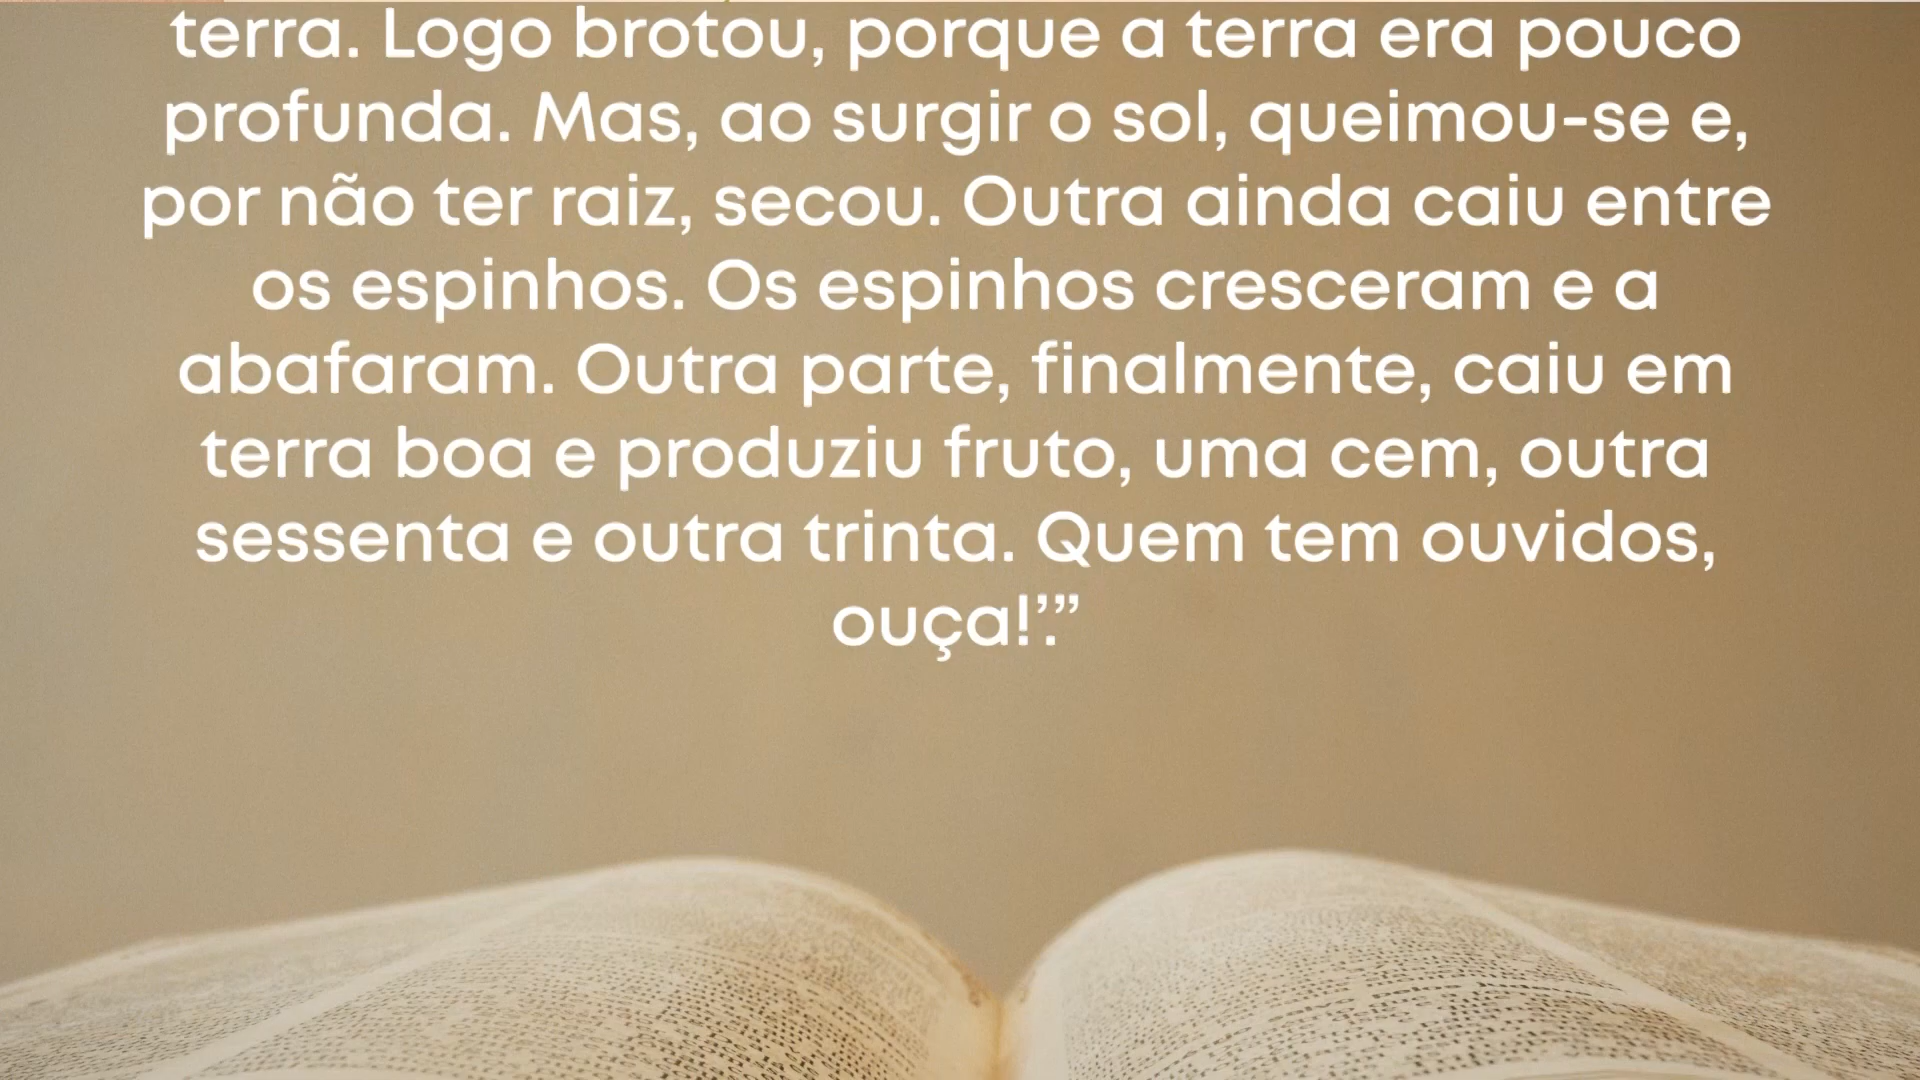 terra. Logo brotou, porque a terra era pouco
profunda. Mas, ao surgir o sol, queimou-se e,
por não ter raiz, secou. Outra ainda caiu entre
os espinhos. Os espinhos cresceram e a
abafaram. Outra parte, finalmente, caiu em
terra boa e produziu fruto, uma cem, outra
sessenta e outra trinta. Quem tem ouvidos,
ouça!’.”